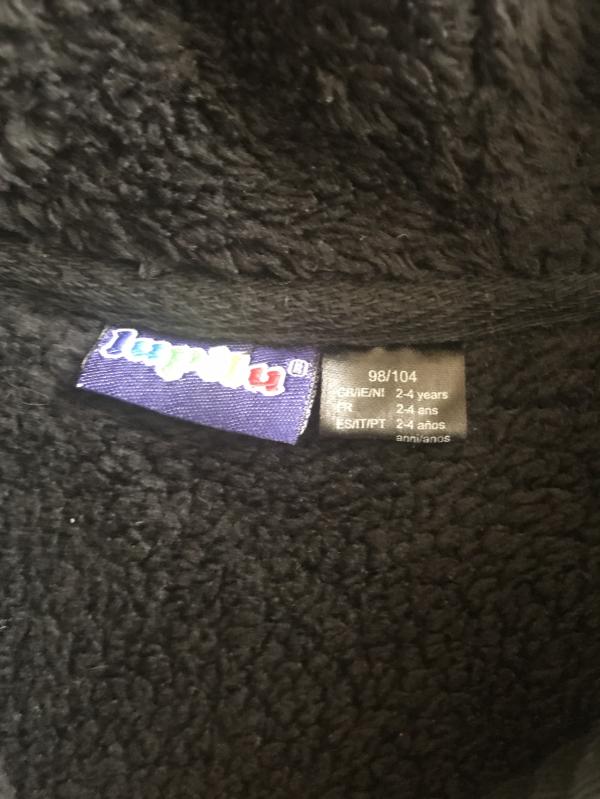 lupilu®
98/104
GB/IE/NI 2-4 years
FR 2-4 ans
ES/IT/PT 2-4 años
anni/anos